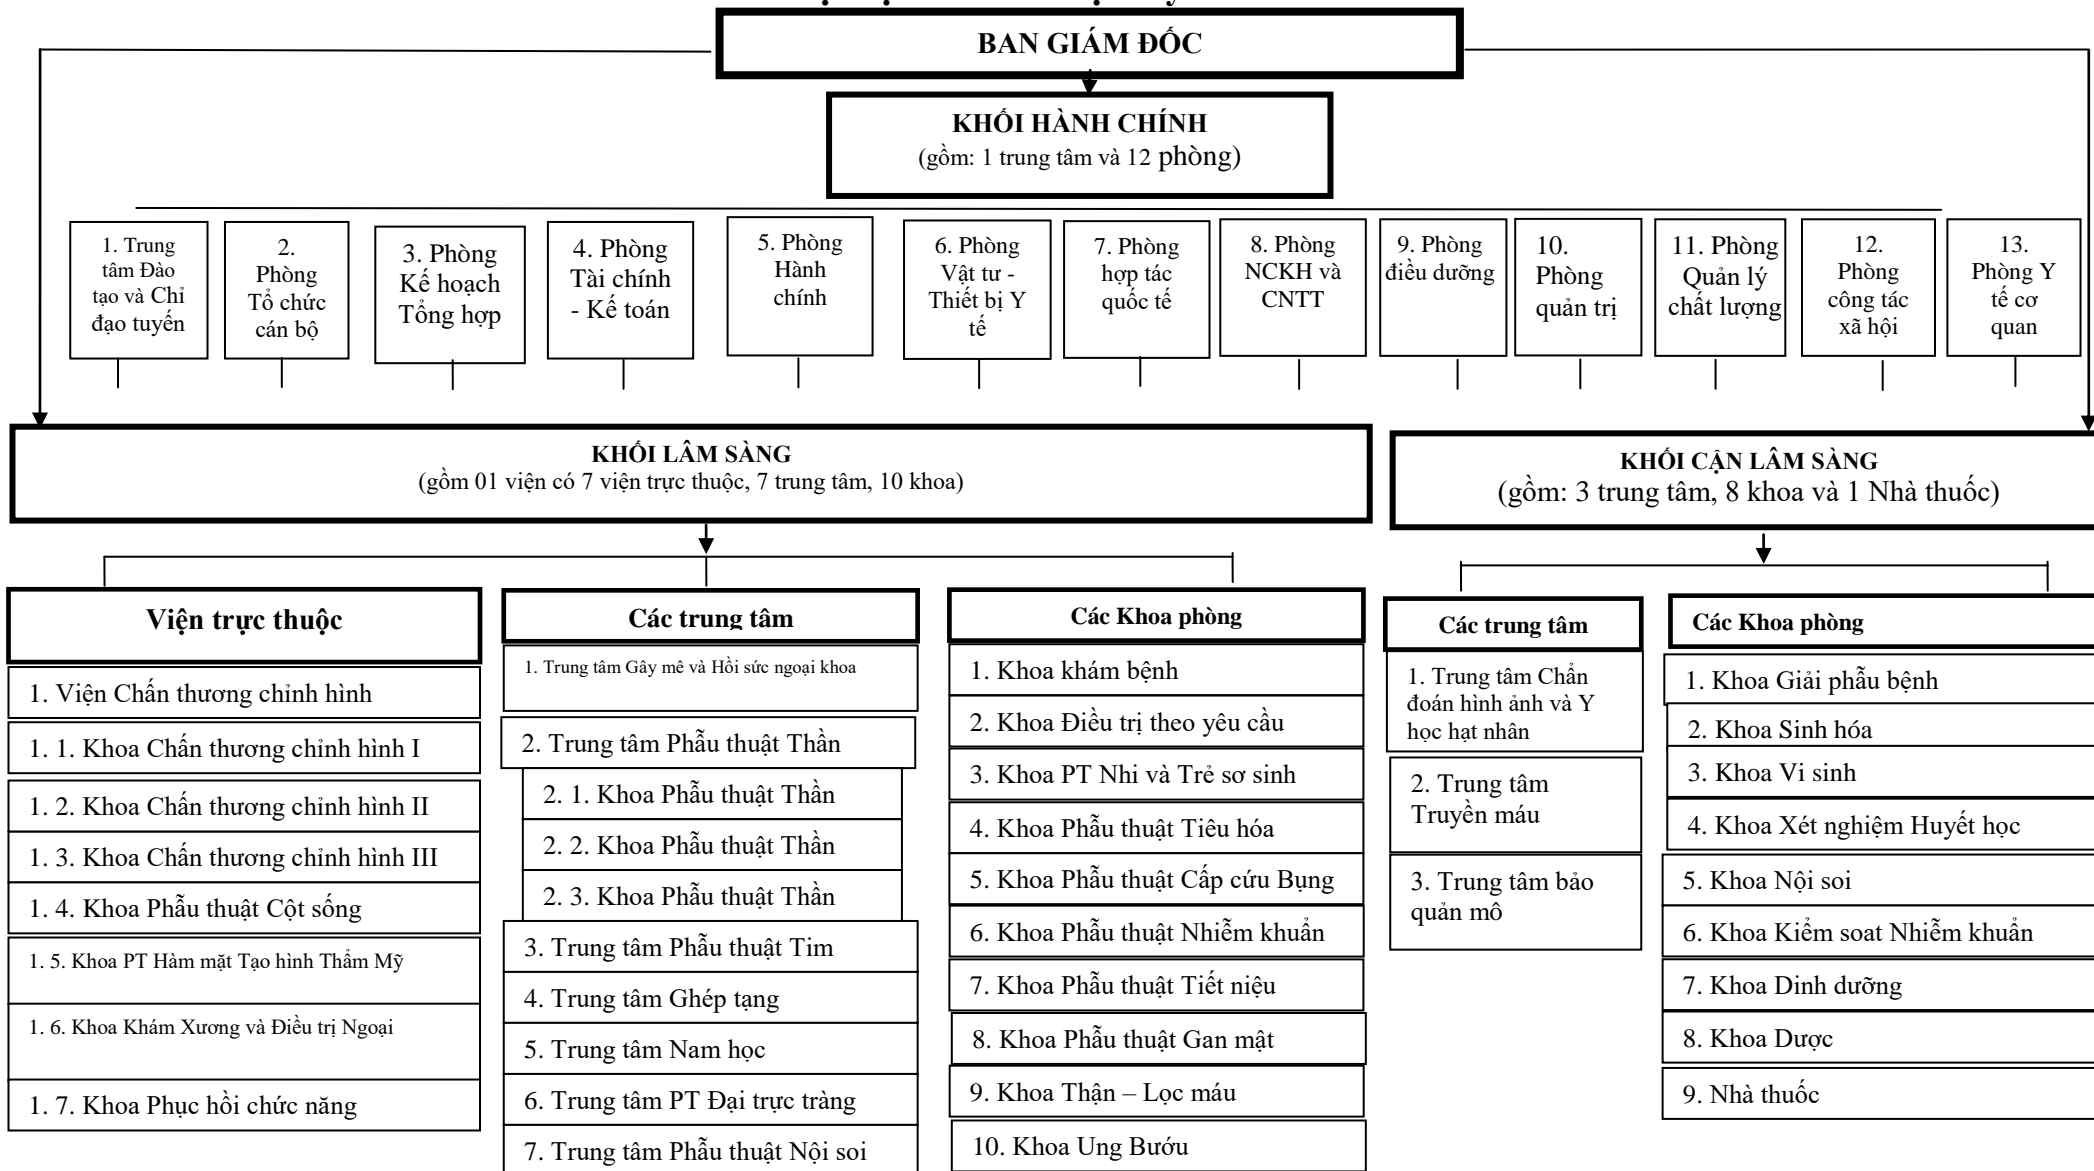 BAN GIÁM ĐỐC
KHỐI HÀNH CHÍNH
(gồm: 1 trung tâm và 12 phòng)
1. Trung
tâm Đào
tạo và Chỉ
đạo tuyến
2.
Phòng
Tổ chức
cán bộ
3. Phòng
Kế hoạch
Tổng hợp
4. Phòng
Tài chính
- Kế toán
5. Phòng
Hành
chính
6. Phòng
Vật tư -
Thiết bị Y
tế
7. Phòng
hợp tác
quốc tế
8. Phòng
NCKH và
CNTT
9. Phòng
điều dưỡng
10.
Phòng
quản trị
11. Phòng
Quản lý
chất lượng
12.
Phòng
công tác
xã hội
13.
Phòng Y
tế cơ
quan
KHỐI LÂM SÀNG
(gồm 01 viện có 7 viện trực thuộc, 7 trung tâm, 10 khoa)
KHỐI CẬN LÂM SÀNG
(gồm: 3 trung tâm, 8 khoa và 1 Nhà thuốc)
Viện trực thuộc
1. Viện Chấn thương chỉnh hình
1. 1. Khoa Chấn thương chỉnh hình I
1. 2. Khoa Chấn thương chỉnh hình II
1. 3. Khoa Chấn thương chỉnh hình III
1. 4. Khoa Phẫu thuật Cột sống
1. 5. Khoa PT Hàm mặt Tạo hình Thẩm Mỹ
1. 6. Khoa Khám Xương và Điều trị Ngoại
1. 7. Khoa Phục hồi chức năng
Các trung tâm
1. Trung tâm Gây mê và Hồi sức ngoại khoa
2. Trung tâm Phẫu thuật Thần
2. 1. Khoa Phẫu thuật Thần
2. 2. Khoa Phẫu thuật Thần
2. 3. Khoa Phẫu thuật Thần
3. Trung tâm Phẫu thuật Tim
4. Trung tâm Ghép tạng
5. Trung tâm Nam học
6. Trung tâm PT Đại trực tràng
7. Trung tâm Phẫu thuật Nội soi
Các Khoa phòng
1. Khoa khám bệnh
2. Khoa Điều trị theo yêu cầu
3. Khoa PT Nhi và Trẻ sơ sinh
4. Khoa Phẫu thuật Tiêu hóa
5. Khoa Phẫu thuật Cấp cứu Bụng
6. Khoa Phẫu thuật Nhiễm khuẩn
7. Khoa Phẫu thuật Tiết niệu
8. Khoa Phẫu thuật Gan mật
9. Khoa Thận – Lọc máu
10. Khoa Ung Bướu
Các trung tâm
1. Trung tâm Chẩn
đoán hình ảnh và Y
học hạt nhân
2. Trung tâm
Truyền máu
3. Trung tâm bảo
quản mô
Các Khoa phòng
1. Khoa Giải phẫu bệnh
2. Khoa Sinh hóa
3. Khoa Vi sinh
4. Khoa Xét nghiệm Huyết học
5. Khoa Nội soi
6. Khoa Kiểm soat Nhiễm khuẩn
7. Khoa Dinh dưỡng
8. Khoa Dược
9. Nhà thuốc